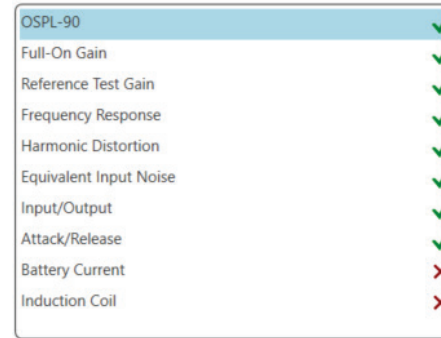 OSPL-90
Full-On Gain
Reference Test Gain
Frequency Response
Harmonic Distortion
Equivalent Input Noise
Input/Output
Attack/Release
Battery Current
Induction Coil